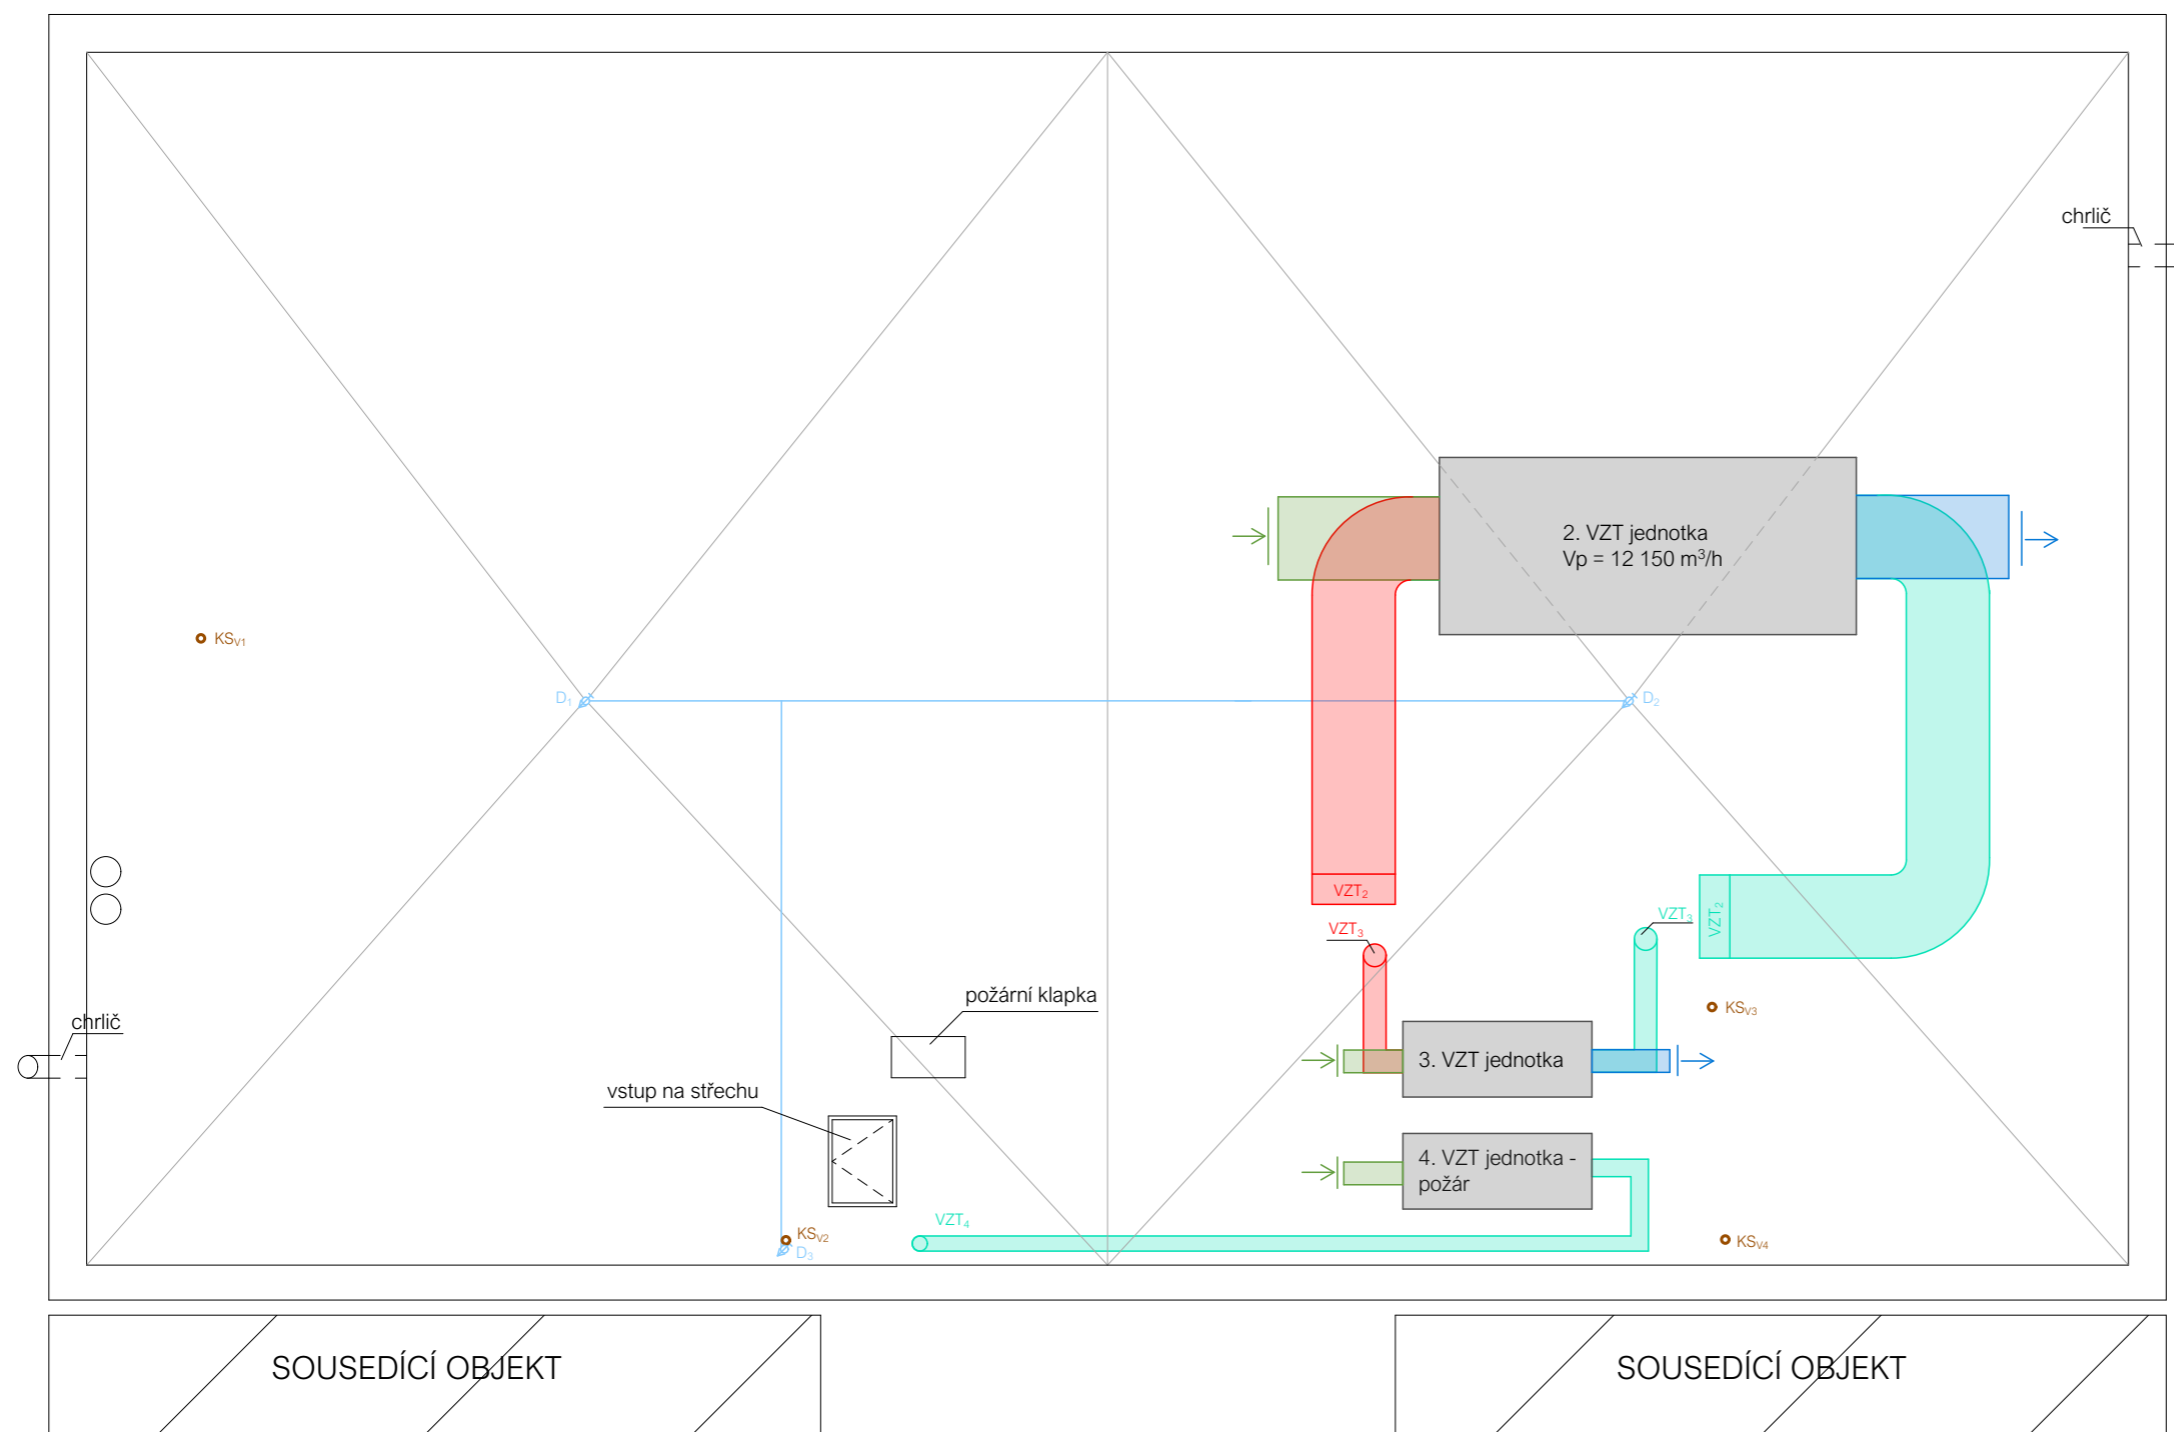 chrlič
2. VZT jednotka
Vp = 12 150 m³/h
KSV1
D1
D2
VZT2
VZT2
VZT3
VZT3
požární klapka
KSV3
chrlič
3. VZT jednotka
vstup na střechu
4. VZT jednotka -
požár
VZT4
KSV2
D3
KSV4
SOUSEDÍCÍ OBJEKT
SOUSEDÍCÍ OBJEKT